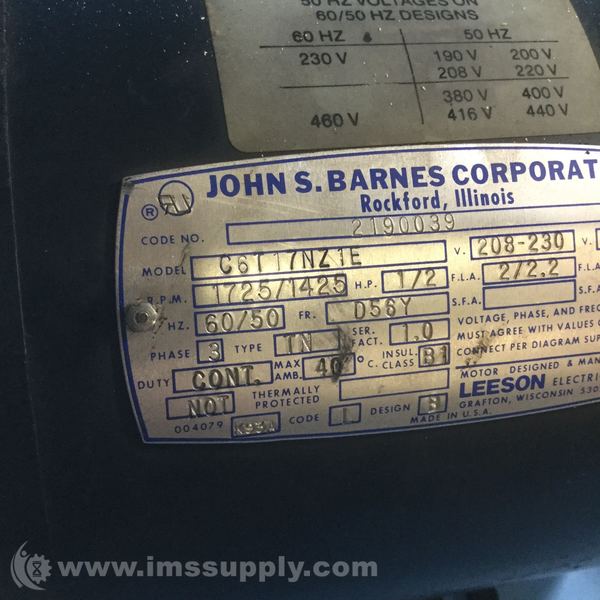 50 HZ VOLTAGES ON
60/50 HZ DESIGNS
60 HZ 50 HZ
230 V 190 V 200 V
208 V 220 V
380 V 400 V
460 V 416 V 440 V
JOHN S. BARNES CORPORAT
Rockford, Illinois
CODE NO. 2190039
MODEL C6T17NZ1E V. 208-230 V.
R.P.M. 1725/1425 H.P. 1/2 F.L.A. 2/2.2 F.L.A.
HZ. 60/50 FR. D56Y S.F.A. S.F.A.
PHASE 3 TYPE TN SER. FACT. 1.0 VOLTAGE, PHASE, AND FREQ
MUST AGREE WITH VALUES
DUTY CONT. MAX AMB. 40 °C. INSUL. CLASS B1 CONNECT PER DIAGRAM SUP
NOT THERMALLY PROTECTED MOTOR DESIGNED & MAN
LEESON ELECTRI
004079 K93A CODE L DESIGN GRAFTON, WISCONSIN 530
MADE IN U.S.A.
www.imssupply.com